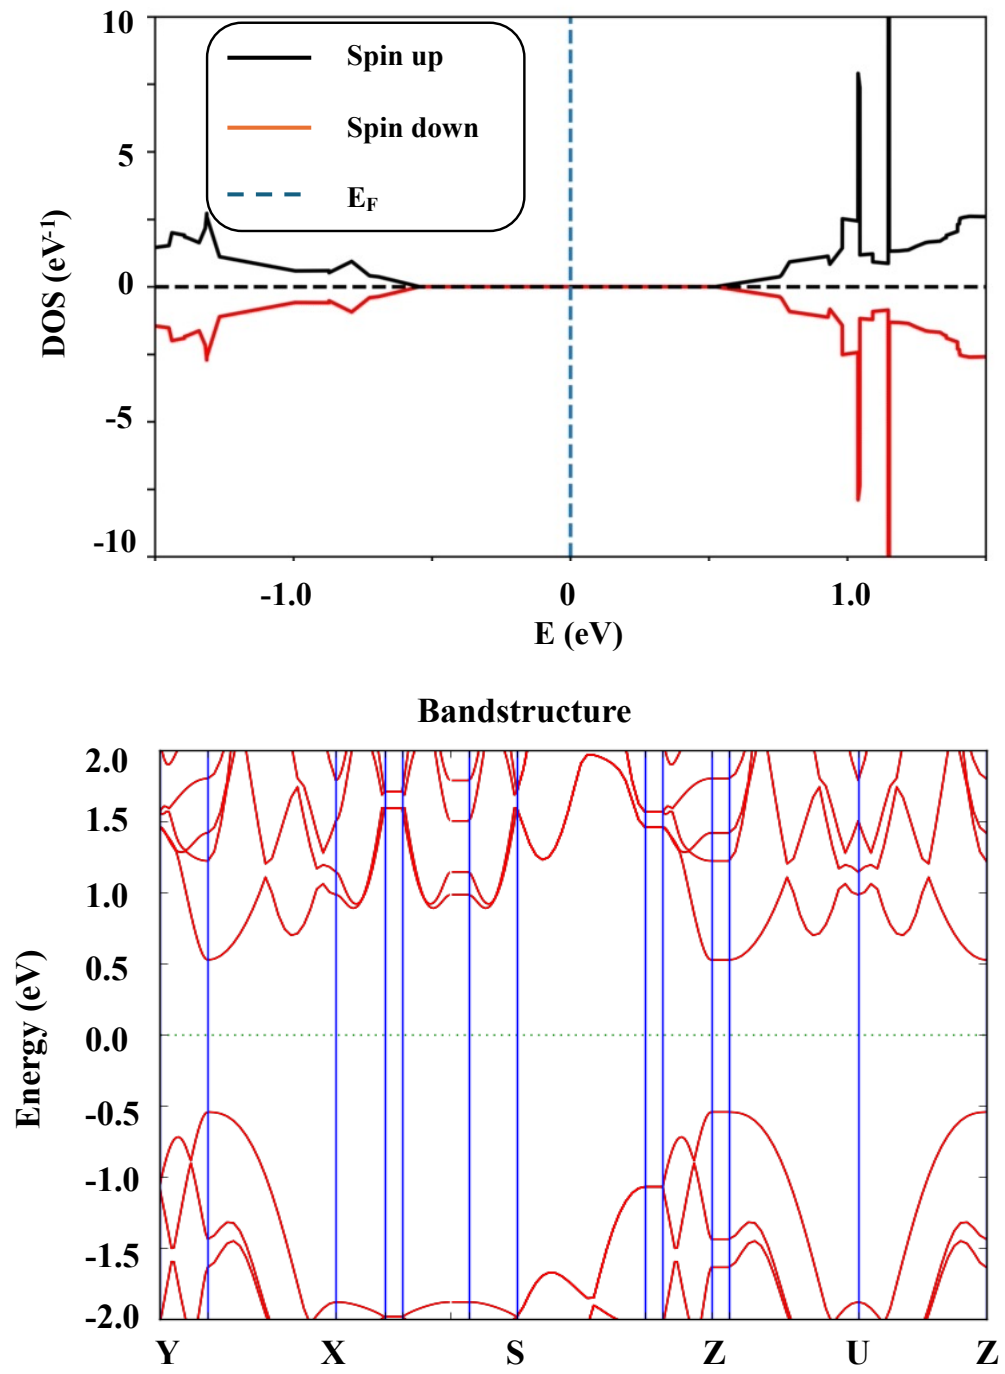 10
Spin up
5
Spin down
E_F
0
DOS (eV⁻¹)
-5
-10
-1.0 0 1.0
E (eV)
Bandstructure
2.0
1.5
1.0
0.5
0.0
-0.5
-1.0
-1.5
-2.0
Energy (eV)
Y X S Z U Z